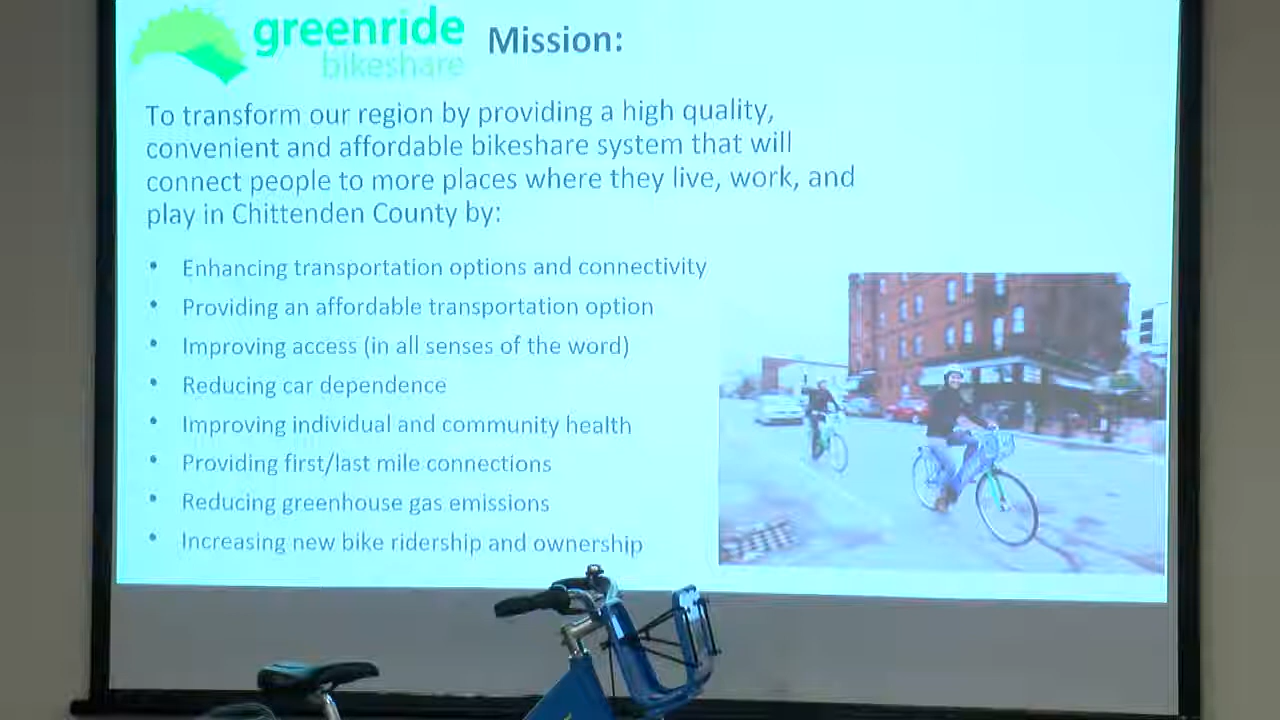 greenride
bikeshare
Mission:
To transform our region by providing a high quality,
convenient and affordable bikeshare system that will
connect people to more places where they live, work, and
play in Chittenden County by:
• Enhancing transportation options and connectivity
• Providing an affordable transportation option
• Improving access (in all senses of the word)
• Reducing car dependence
• Improving individual and community health
• Providing first/last mile connections
• Reducing greenhouse gas emissions
• Increasing new bike ridership and ownership